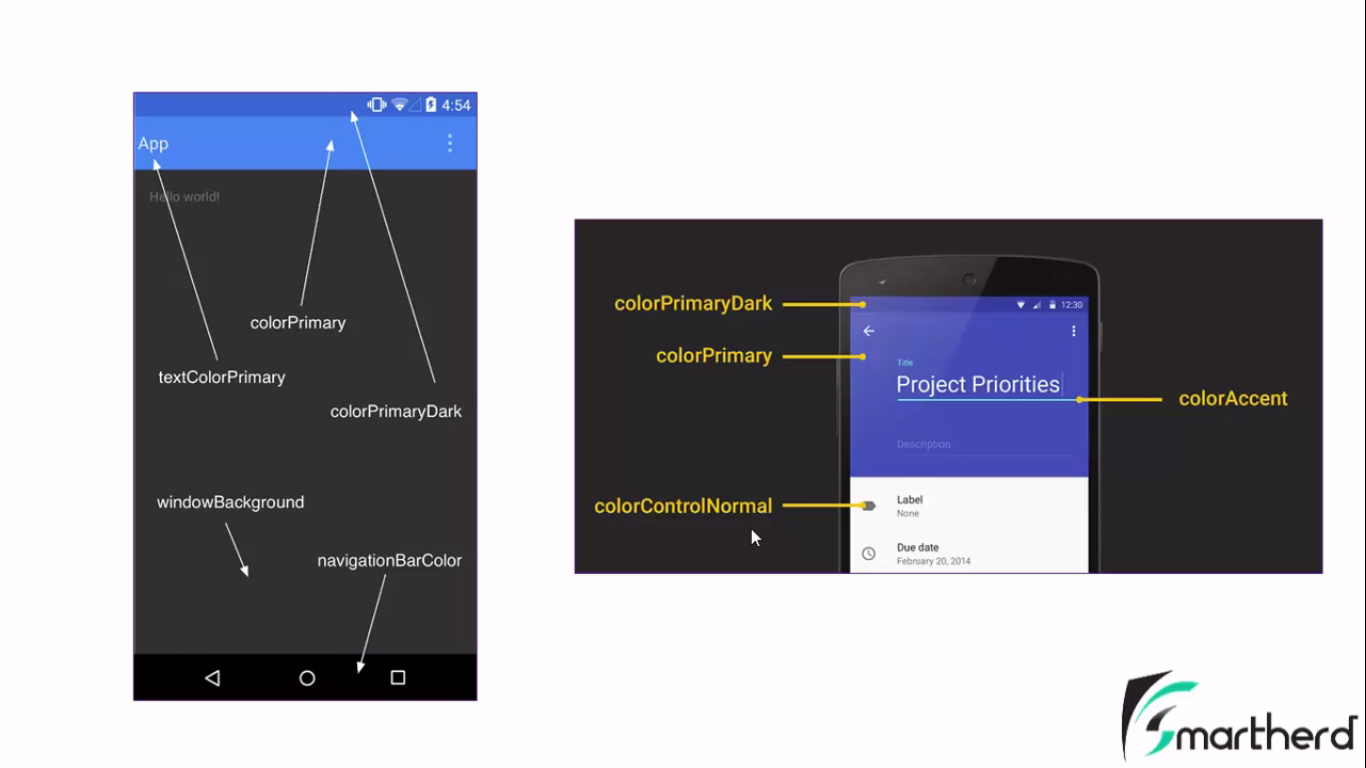 4:54
App
Hello world!
colorPrimary
textColorPrimary
colorPrimaryDark
windowBackground
navigationBarColor
colorPrimaryDark
12:30
colorPrimary
Title
Project Priorities
colorAccent
Description
colorControlNormal
Label
None
Due date
February 20, 2014
Smartherd